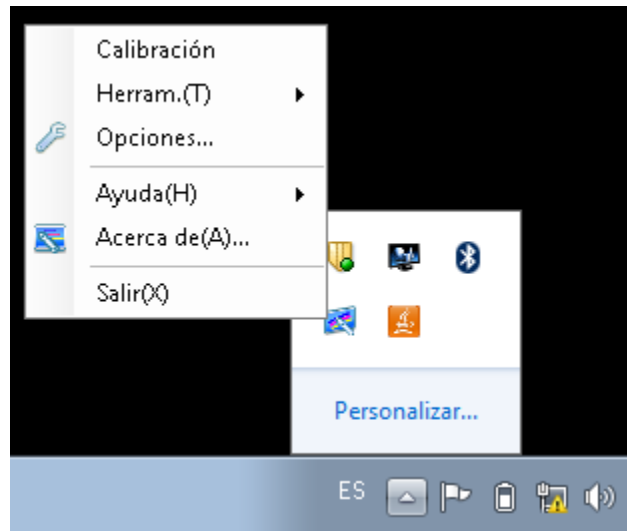 Calibración
Herram.(T)
Opciones...
Ayuda(H)
Acerca de(A)...
Salir(X)
Personalizar...
ES